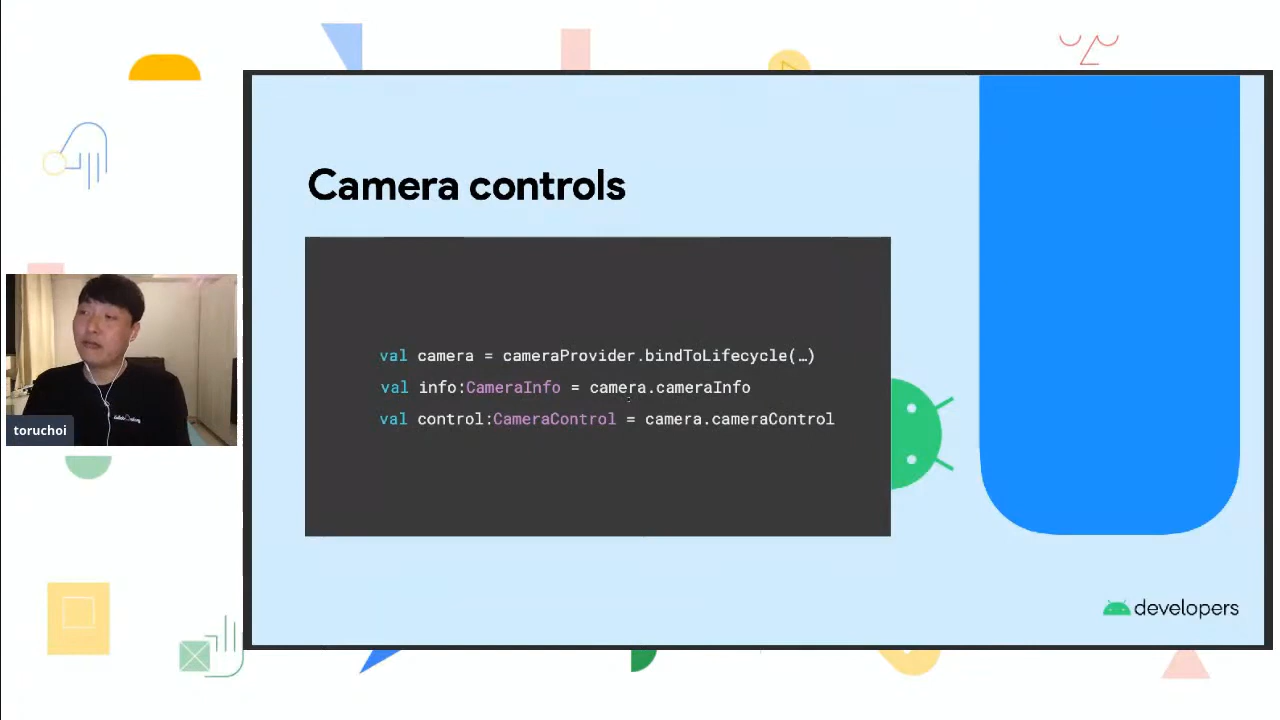 Camera controls
val camera = cameraProvider.bindToLifecycle(…)
val info:CameraInfo = camera.cameraInfo
val control:CameraControl = camera.cameraControl
toruchoi
developers